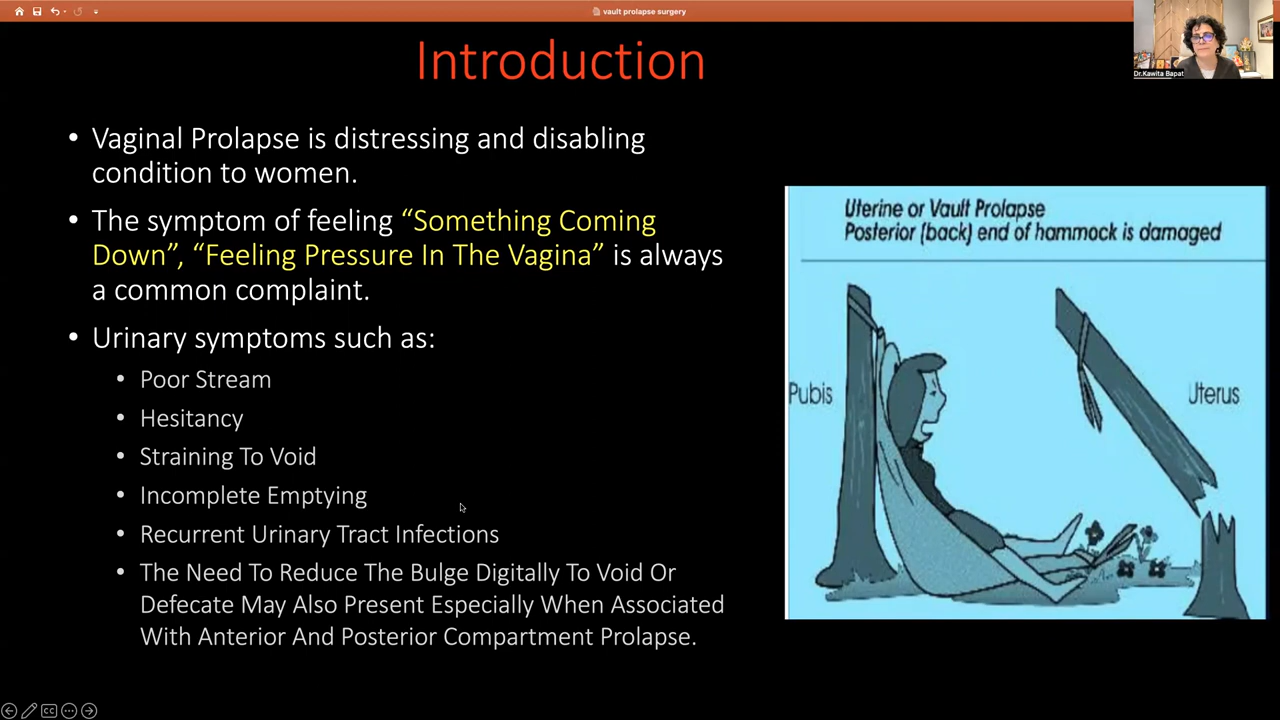 vault prolapse surgery
Introduction
Dr.Kawita Bapat
• Vaginal Prolapse is distressing and disabling
condition to women.
• The symptom of feeling “Something Coming
Down”, “Feeling Pressure In The Vagina” is always
a common complaint.
• Urinary symptoms such as:
• Poor Stream
• Hesitancy
• Straining To Void
• Incomplete Emptying
• Recurrent Urinary Tract Infections
• The Need To Reduce The Bulge Digitally To Void Or
Defecate May Also Present Especially When Associated
With Anterior And Posterior Compartment Prolapse.
Uterine or Vault Prolapse
Posterior (back) end of hammock is damaged
Pubis
Uterus
CC